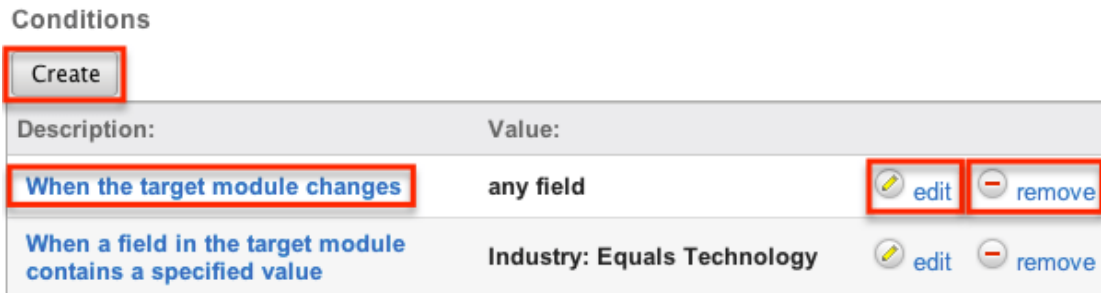 Conditions
Create
Description: Value:
When the target module changes any field edit remove
When a field in the target module
contains a specified value Industry: Equals Technology edit remove